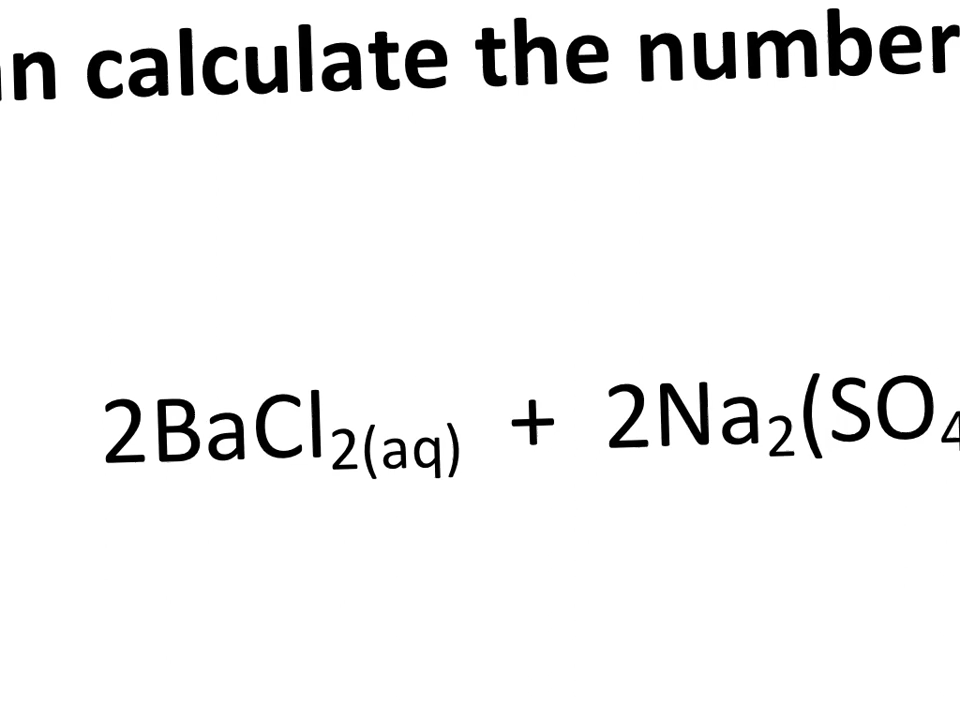 calculate the number
2BaCl₂(aq) + 2Na₂(SO₄